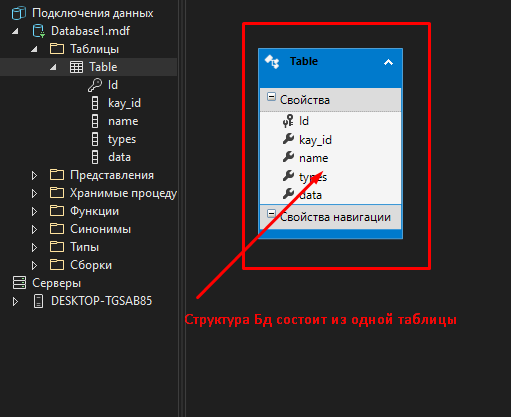 Подключения данных
Database1.mdf
Таблицы
Table
Id
kay_id
name
types
data
Представления
Хранимые процеду
Функции
Синонимы
Типы
Сборки
Серверы
DESKTOP-TGSAB85
Table
Свойства
Id
kay_id
name
types
data
Свойства навигации
Структура Бд состоит из одной таблицы